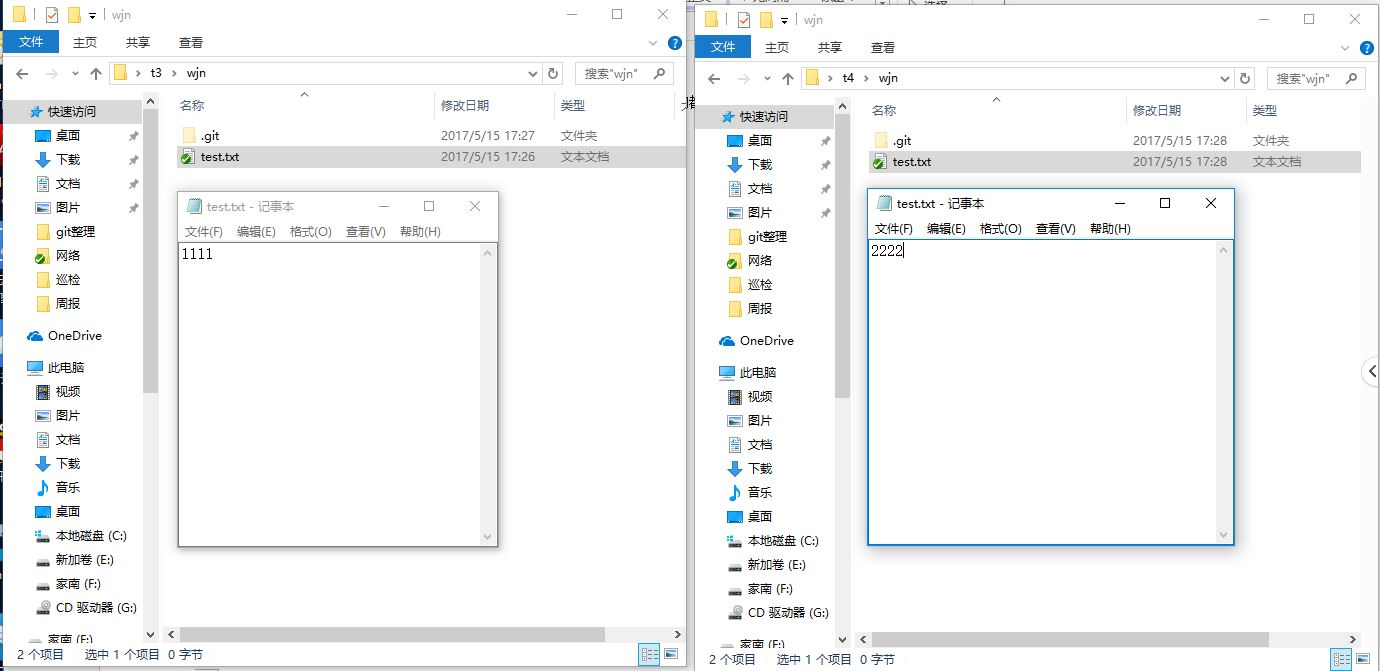 wjn
文件 主页 共享 查看
t3 › wjn
搜索"wjn"
名称 修改日期 类型
快速访问
桌面
下载
文档
图片
git整理
网络
巡检
周报
OneDrive
此电脑
视频
图片
文档
下载
音乐
桌面
本地磁盘 (C:)
新加卷 (E:)
家南 (F:)
CD 驱动器 (G:)
家南 (F:)
.git 2017/5/15 17:27 文件夹
test.txt 2017/5/15 17:26 文本文档
test.txt - 记事本
文件(F) 编辑(E) 格式(O) 查看(V) 帮助(H)
1111
2 个项目 选中 1 个项目 0 字节
wjn
文件 主页 共享 查看
t4 › wjn
搜索"wjn"
名称 修改日期 类型
快速访问
桌面
下载
文档
图片
git整理
网络
巡检
周报
OneDrive
此电脑
视频
图片
文档
下载
音乐
桌面
本地磁盘 (C:)
新加卷 (E:)
家南 (F:)
CD 驱动器 (G:)
家南 (F:)
.git 2017/5/15 17:28 文件夹
test.txt 2017/5/15 17:28 文本文档
test.txt - 记事本
文件(F) 编辑(E) 格式(O) 查看(V) 帮助(H)
2222
2 个项目 选中 1 个项目 0 字节